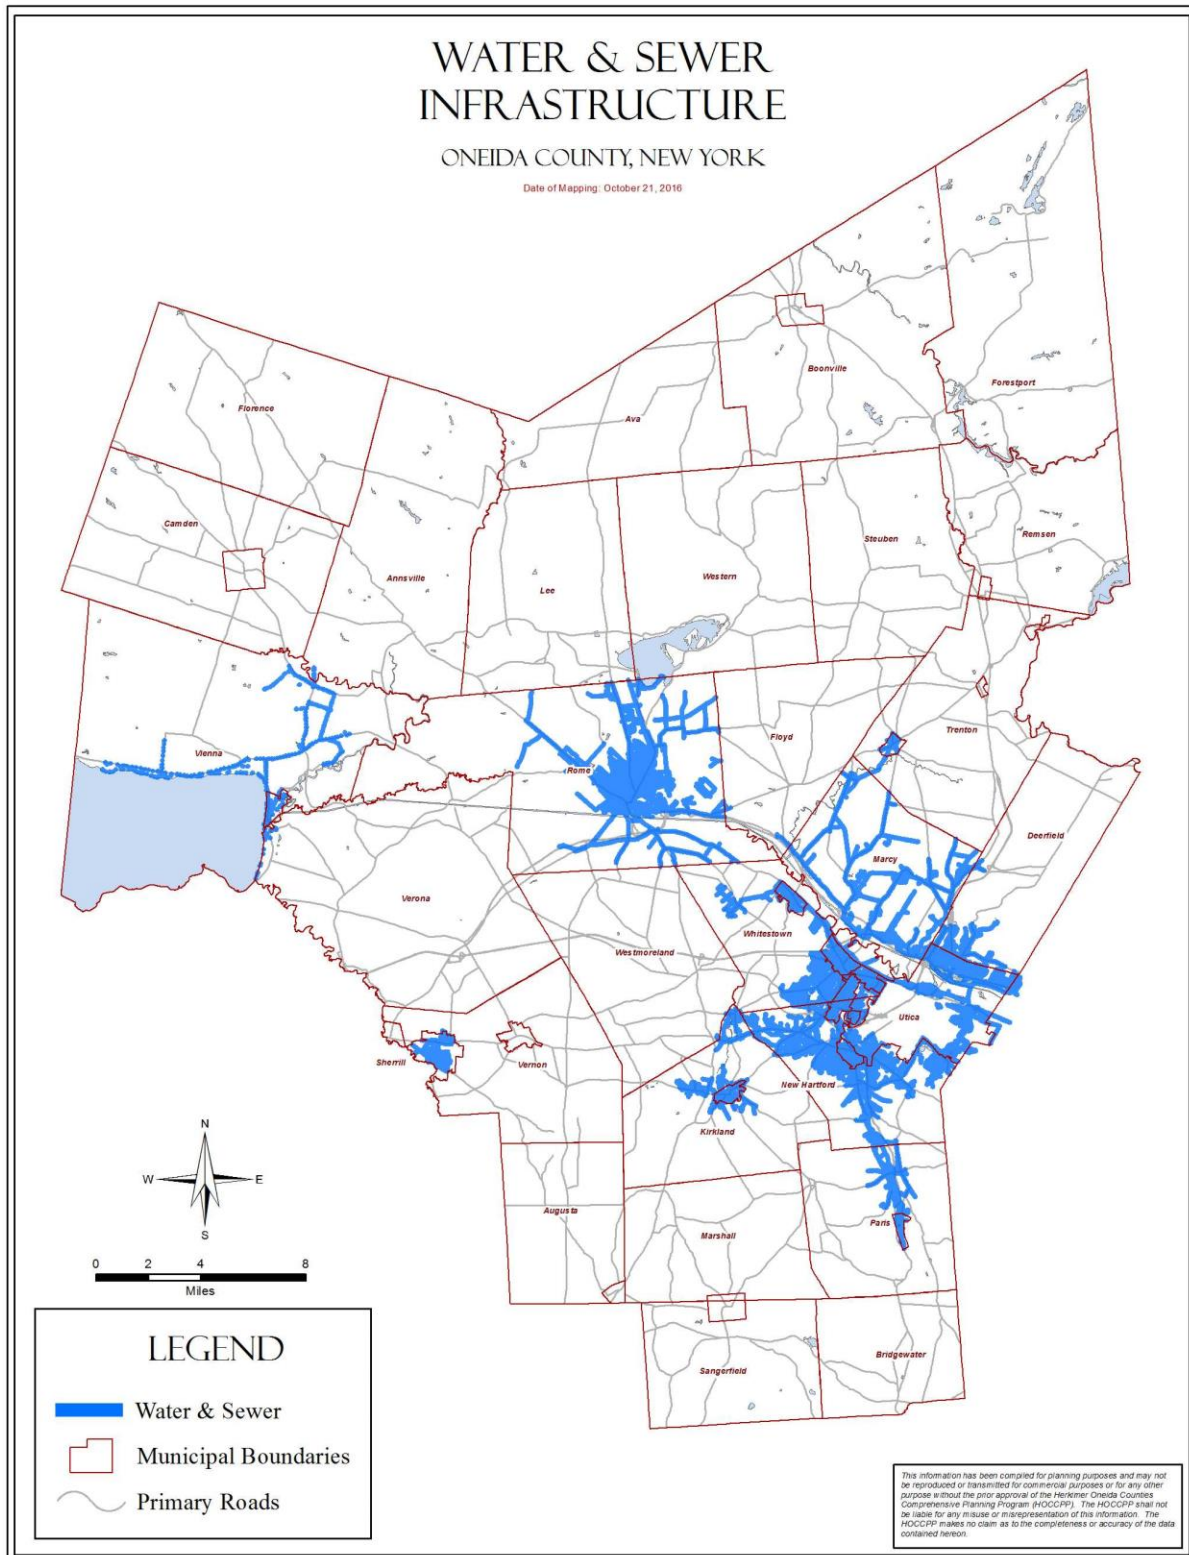 WATER & SEWER
INFRASTRUCTURE
ONEIDA COUNTY, NEW YORK
Date of Mapping: October 21, 2016
Boonville
Forestport
Florence
Ava
Camden
Steuben
Remsen
Annsville
Western
Lee
Trenton
Floyd
Vienna
Rome
Deerfield
Marcy
Verona
Whitestown
Westmoreland
Utica
Sherrill
Vernon
New Hartford
Kirkland
Augusta
Paris
Marshall
Bridgewater
Sangerfield
N
W
E
S
0 2 4 8
Miles
LEGEND
Water & Sewer
Municipal Boundaries
Primary Roads
This information has been compiled for planning purposes and may not
be reproduced or transmitted for commercial purposes or for any other
purpose without the prior approval of the Herkimer Oneida Counties
Comprehensive Planning Program (HOCCPP). The HOCCPP shall not
be liable for any misuse or misrepresentation of this information. The
HOCCPP makes no claim as to the completeness or accuracy of the data
contained hereon.